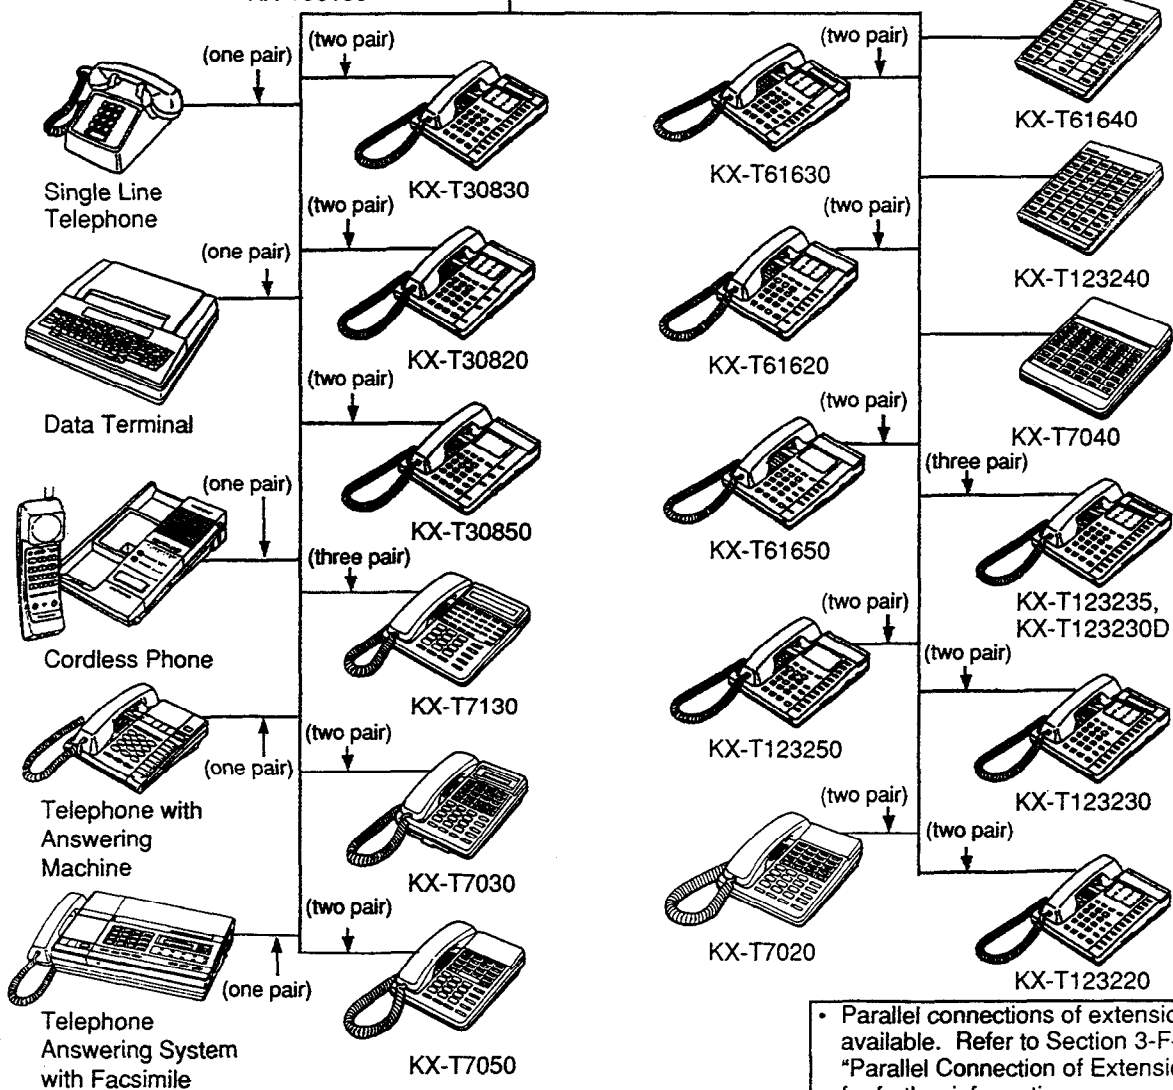 (two pair)
(two pair)
(one pair)
KX-T61640
KX-T30830
KX-T61630
Single Line
Telephone
(two pair)
(two pair)
(one pair)
KX-T123240
KX-T30820
KX-T61620
(two pair)
(two pair)
Data Terminal
KX-T7040
(three pair)
(one pair)
KX-T30850
KX-T61650
(three pair)
KX-T123235,
KX-T123230D
(two pair)
Cordless Phone
(two pair)
KX-T7130
KX-T123250
(two pair)
(one pair)
KX-T123230
(two pair)
Telephone with
Answering
Machine
(two pair)
KX-T7030
(two pair)
KX-T7020
KX-T123220
(one pair)
Telephone
Answering System
with Facsimile
KX-T7050
• Parallel connections of
available. Refer to Section
"Parallel Connection of